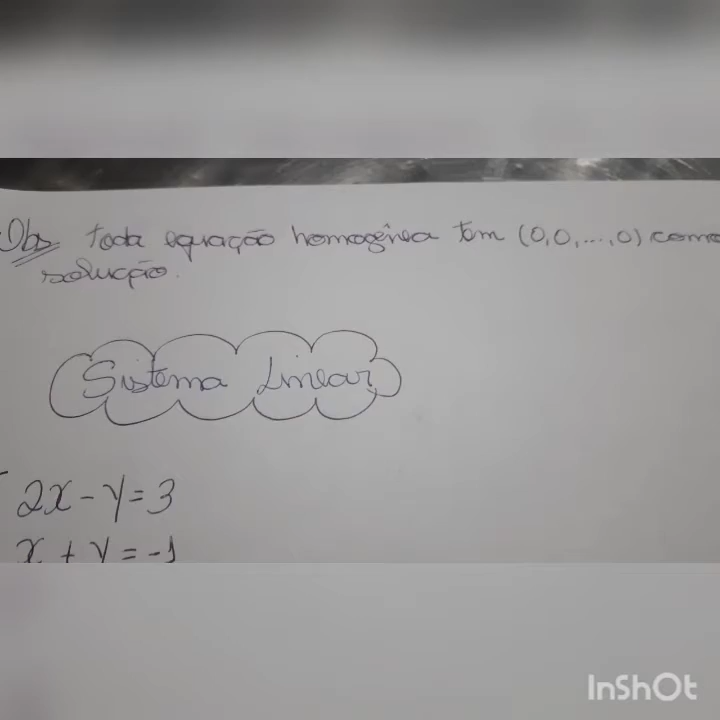 Obs toda equação homogênea tem (0,0,...,0) como
solução.
Sistema Linear
2x - y = 3
x + y = -1
InShOt